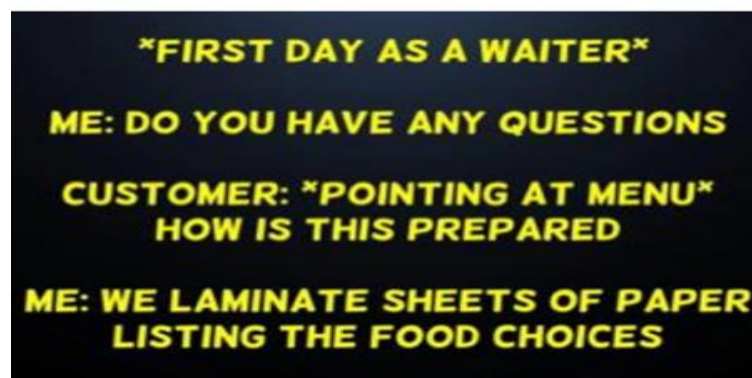 *FIRST DAY AS A WAITER*
ME: DO YOU HAVE ANY QUESTIONS
CUSTOMER: *POINTING AT MENU*
HOW IS THIS PREPARED
ME: WE LAMINATE SHEETS OF PAPER
LISTING THE FOOD CHOICES